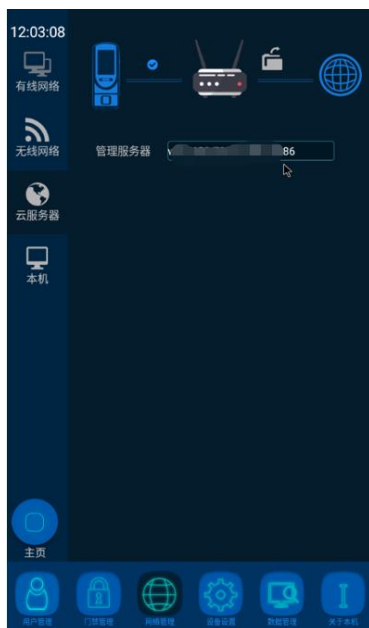 12:03:08
有线网络
无线网络
管理服务器 86
云服务器
本机
主页
用户管理 门禁管理 网络管理 设备设置 数据管理 关于本机